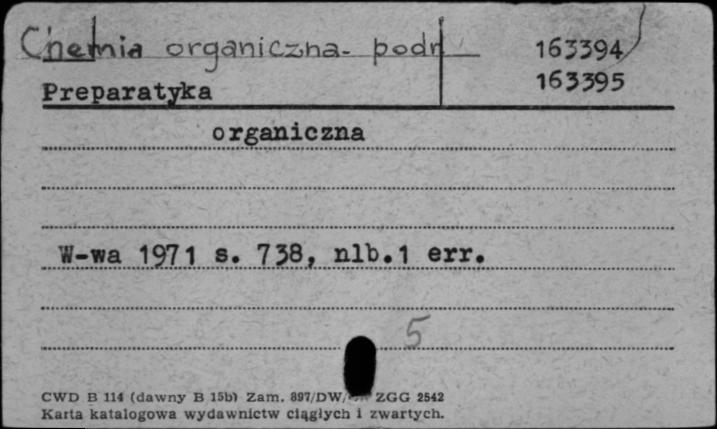 Chemia organiczna- podr 163394
Preparatyka 163395
organiczna
W-wa 1971 s. 738, nlb.1 err.
5
CWD B 114 (dawny B 15b) Zam. 897/DW/ ZGG 2542
Karta katalogowa wydawnictw ciągłych i zwartych.